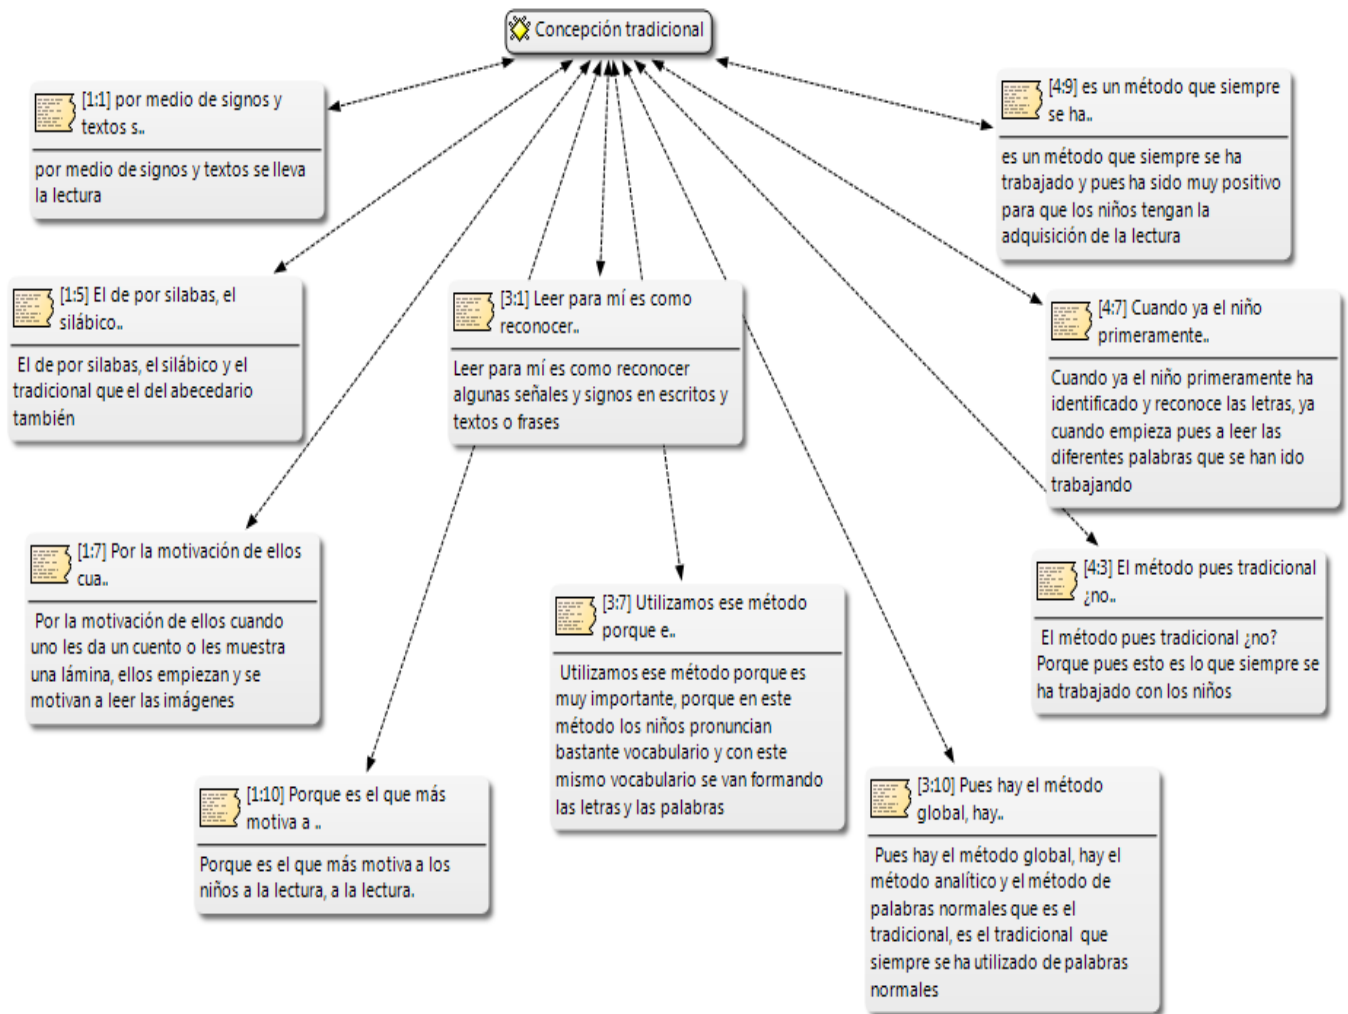 Concepción tradicional
[1:1] por medio de signos y
textos s..
por medio de signos y textos se lleva
la lectura
[4:9] es un método que siempre
se ha..
es un método que siempre se ha
trabajado y pues ha sido muy positivo
para que los niños tengan la
adquisición de la lectura
[1:5] El de por silabas, el
silábico..
El de por silabas, el silábico y el
tradicional que el del abecedario
también
[3:1] Leer para mí es como
reconocer..
Leer para mí es como reconocer
algunas señales y signos en escritos y
textos o frases
[4:7] Cuando ya el niño
primeramente..
Cuando ya el niño primeramente ha
identificado y reconoce las letras, ya
cuando empieza pues a leer las
diferentes palabras que se han ido
trabajando
[1:7] Por la motivación de ellos
cua..
Por la motivación de ellos cuando
uno les da un cuento o les muestra
una lámina, ellos empiezan y se
motivan a leer las imágenes
[3:7] Utilizamos ese método
porque e..
Utilizamos ese método porque es
muy importante, porque en este
método los niños pronuncian
bastante vocabulario y con este
mismo vocabulario se van formando
las letras y las palabras
[4:3] El método pues tradicional
¿no..
El método pues tradicional ¿no?
Porque pues esto es lo que siempre se
ha trabajado con los niños
[1:10] Porque es el que más
motiva a ..
Porque es el que más motiva a los
niños a la lectura, a la lectura.
[3:10] Pues hay el método
global, hay..
Pues hay el método global, hay el
método analítico y el método de
palabras normales que es el
tradicional, es el tradicional que
siempre se ha utilizado de palabras
normales